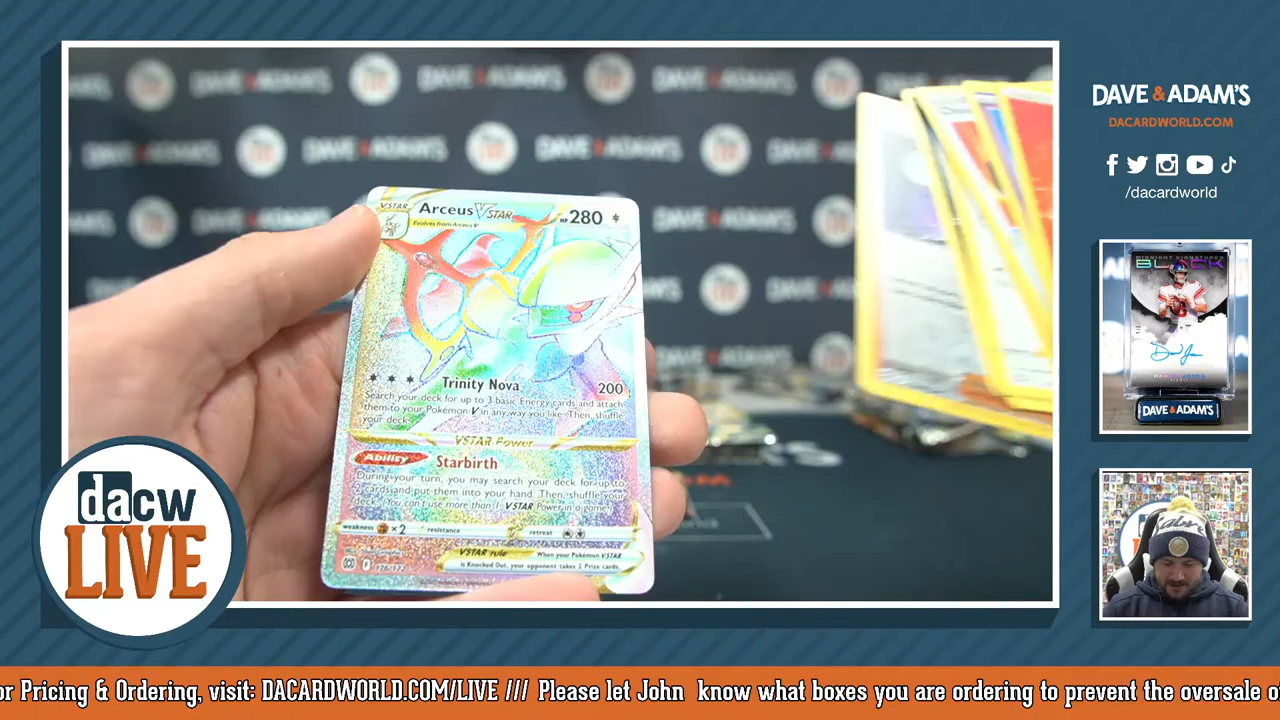 DAVE & ADAM'S
DACARDWORLD.COM
/dacardworld
VSTAR
Arceus VSTAR
HP 280
Evolves from Arceus V
Trinity Nova
200
Search your deck for up to 3 basic Energy cards and attach
them to your Pokémon V in any way you like. Then, shuffle
your deck.
VSTAR Power
Ability
Starbirth
During your turn, you may search your deck for up to
2 cards and put them into your hand. Then, shuffle your
deck. (You can't use more than 1 VSTAR Power in a game.)
weakness
×2
resistance
retreat
VSTAR rule
When your Pokémon VSTAR
is Knocked Out, your opponent takes 2 Prize cards.
176/172
MIDNIGHT SIGNATURES
BLACK
DAVE & ADAM'S
dacw
LIVE
or Pricing & Ordering, visit: DACARDWORLD.COM/LIVE /// Please let John know what boxes you are ordering to prevent the oversale of